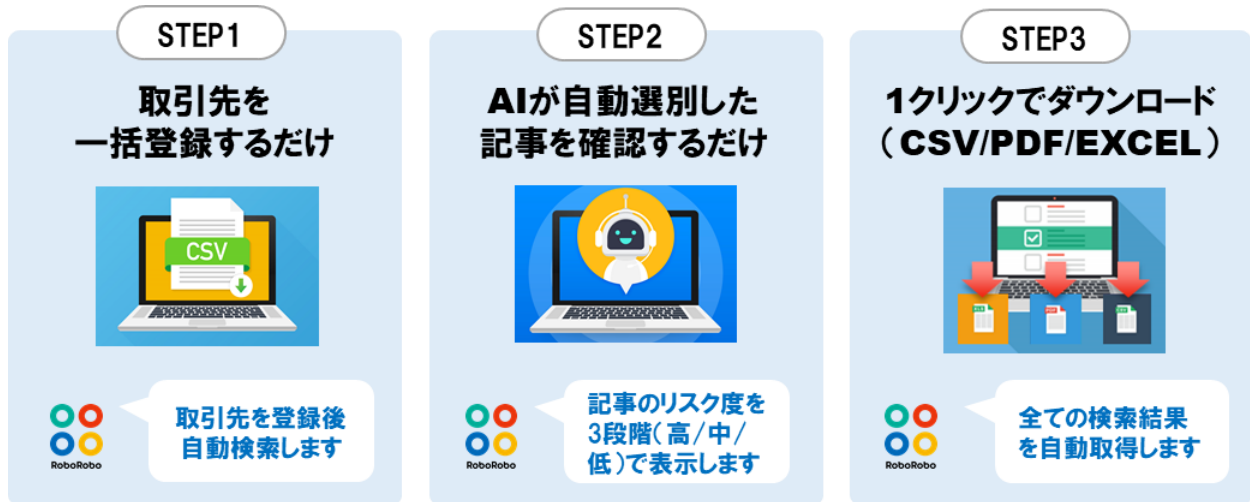 STEP1
取引先を
一括登録するだけ
CSV
取引先を登録後
自動検索します
RoboRobo
STEP2
AIが自動選別した
記事を確認するだけ
記事のリスク度を
3段階(高/中/
低)で表示します
RoboRobo
STEP3
1クリックでダウンロード
(CSV/PDF/EXCEL)
PDF
CSV
全ての検索結果
を自動取得します
RoboRobo